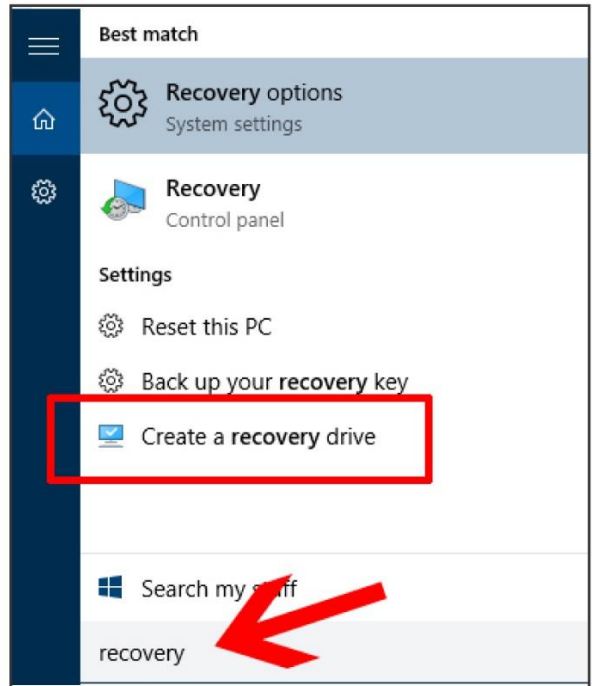 Best match
Recovery options
System settings
Recovery
Control panel
Settings
Reset this PC
Back up your recovery key
Create a recovery drive
Search my
recovery